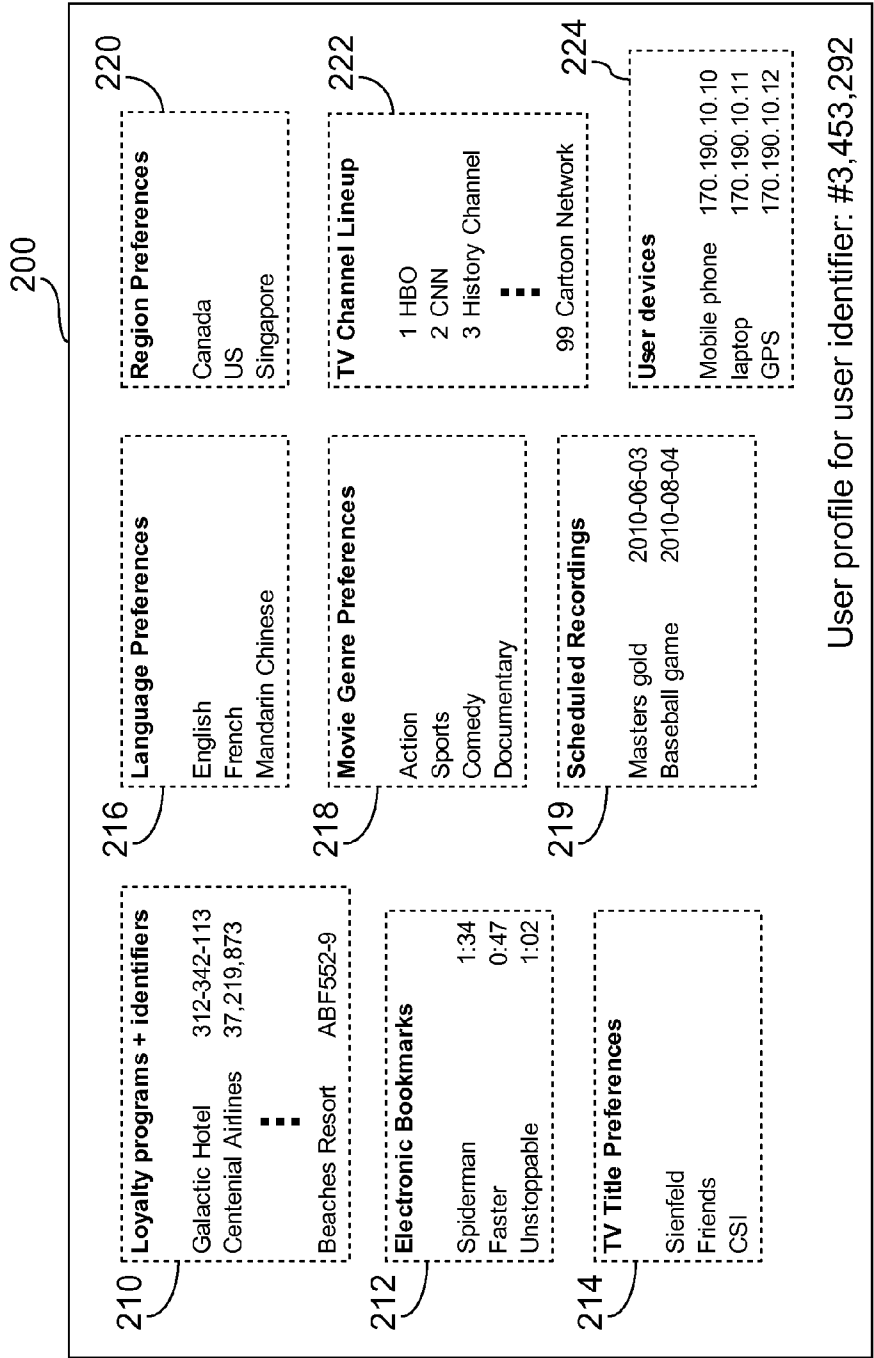 200
210
Loyalty programs + identifiers
Galactic Hotel 312-342-113
Centenial Airlines 37,219,873
⋮
Beaches Resort ABF552-9
212
Electronic Bookmarks
Spiderman 1:34
Faster 0:47
Unstoppable 1:02
214
TV Title Preferences
Sienfeld
Friends
CSI
216
Language Preferences
English
French
Mandarin Chinese
218
Movie Genre Preferences
Action
Sports
Comedy
Documentary
219
Scheduled Recordings
Masters gold 2010-06-03
Baseball game 2010-08-04
220
Region Preferences
Canada
US
Singapore
222
TV Channel Lineup
1 HBO
2 CNN
3 History Channel
⋮
99 Cartoon Network
224
User devices
Mobile phone 170.190.10.10
laptop 170.190.10.11
GPS 170.190.10.12
User profile for user identifier: #3,453,292